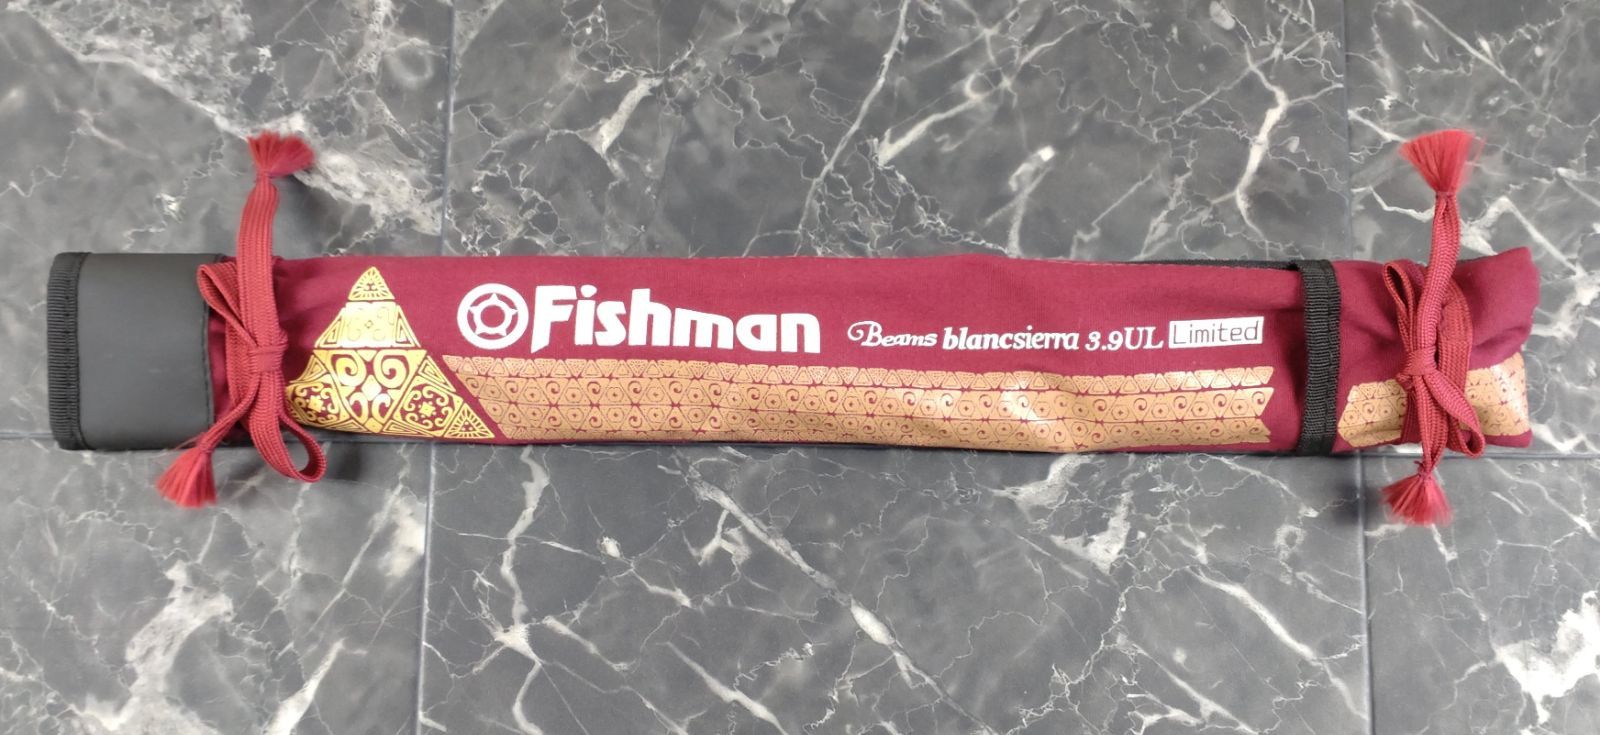 Fishman
Beams blancsierra 3.9UL Limited